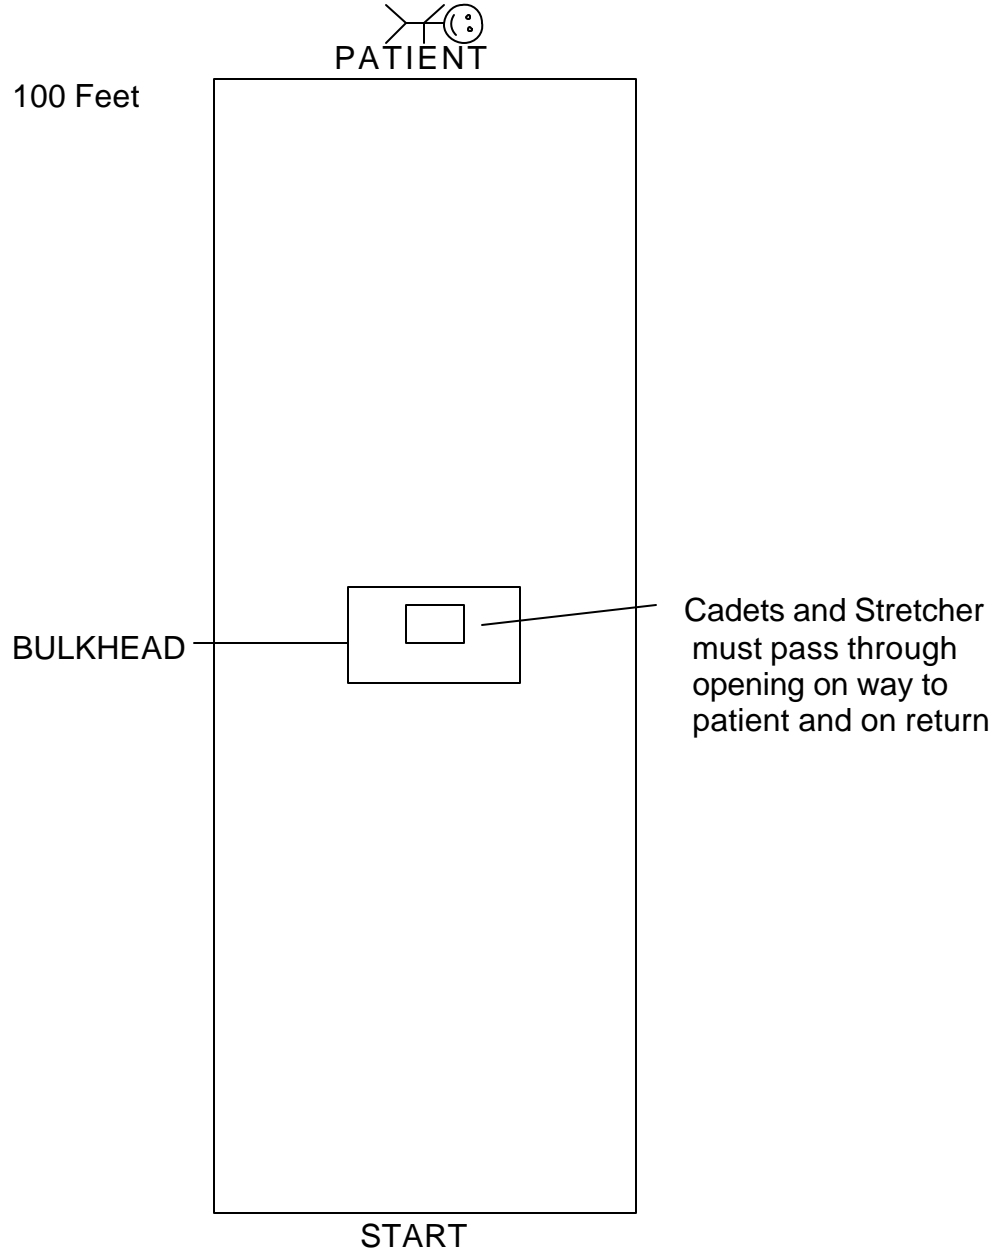 PATIENT
100 Feet
BULKHEAD
Cadets and Stretcher
must pass through
opening on way to
patient and on return
START